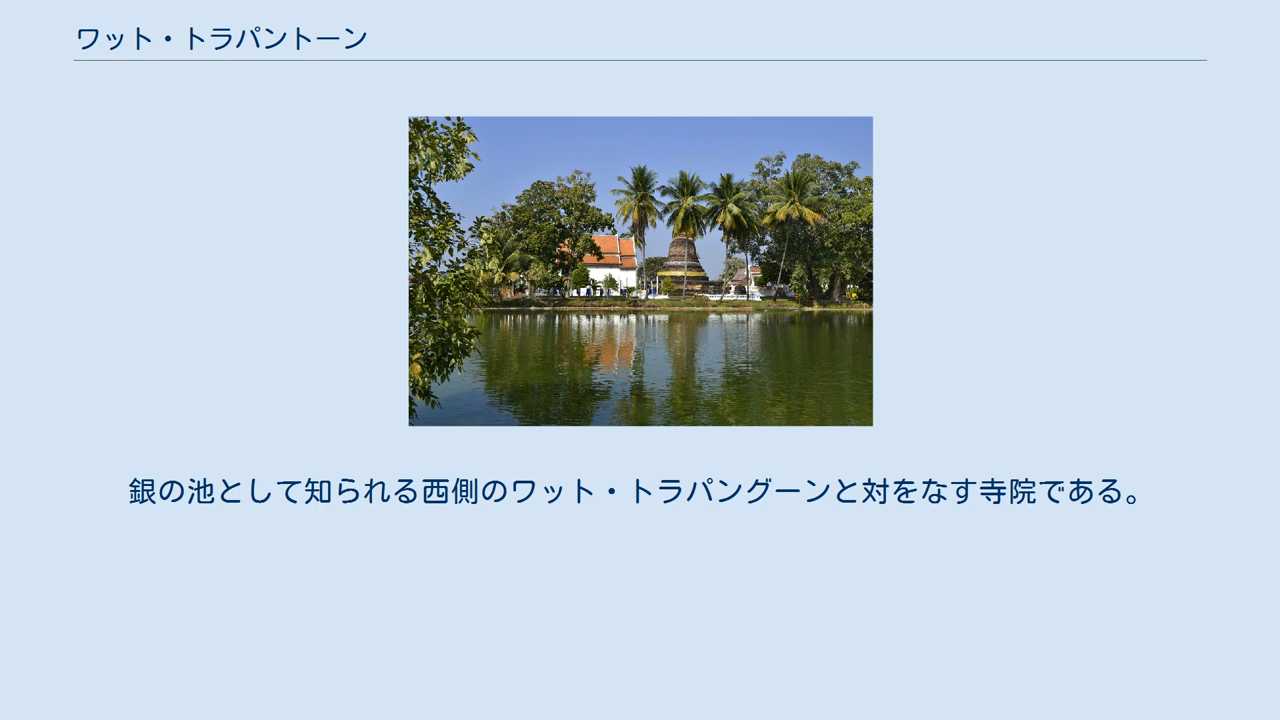 ワット・トラパントーン
銀の池として知られる西側のワット・トラパングーンと対をなす寺院である。